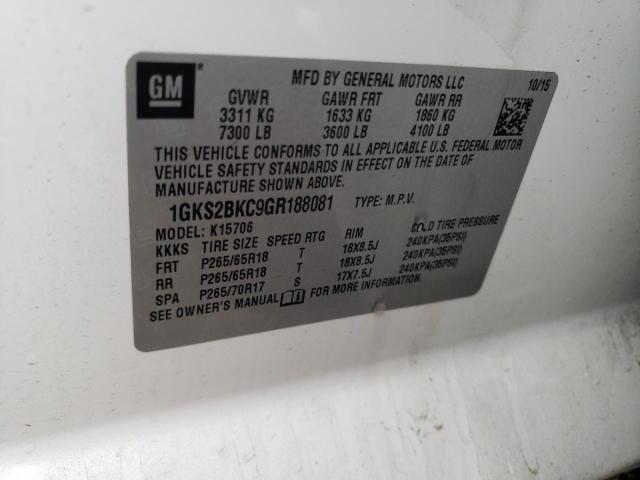 GM® MFD BY GENERAL MOTORS LLC 10/15
GVWR GAWR FRT GAWR RR
3311 KG 1633 KG 1860 KG
7300 LB 3600 LB 4100 LB
THIS VEHICLE CONFORMS TO ALL APPLICABLE U.S. FEDERAL MOTOR
VEHICLE SAFETY STANDARDS IN EFFECT ON THE DATE OF
MANUFACTURE SHOWN ABOVE.
1GKS2BKC9GR188081 TYPE: M.P.V.
MODEL: K15706
KKKS TIRE SIZE SPEED RTG RIM COLD TIRE PRESSURE
FRT P265/65R18 T 18X8.5J 240KPA(35PSI)
RR P265/65R18 T 18X8.5J 240KPA(35PSI)
SPA P265/70R17 S 17X7.5J 240KPA(35PSI)
SEE OWNER'S MANUAL FOR MORE INFORMATION.